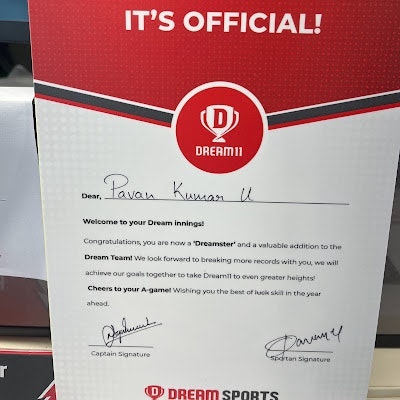 IT'S OFFICIAL!
D
DREAM11
Dear, Pavan Kumar U
Welcome to your Dream innings!
Congratulations, you are now a 'Dreamster' and a valuable addition to the
Dream Team! We look forward to breaking more records with you, we will
achieve our goals together to take Dream11 to even greater heights!
Cheers to your A-game! Wishing you the best of luck skill in the year
ahead.
Captain Signature
Spartan Signature
DREAM SPORTS